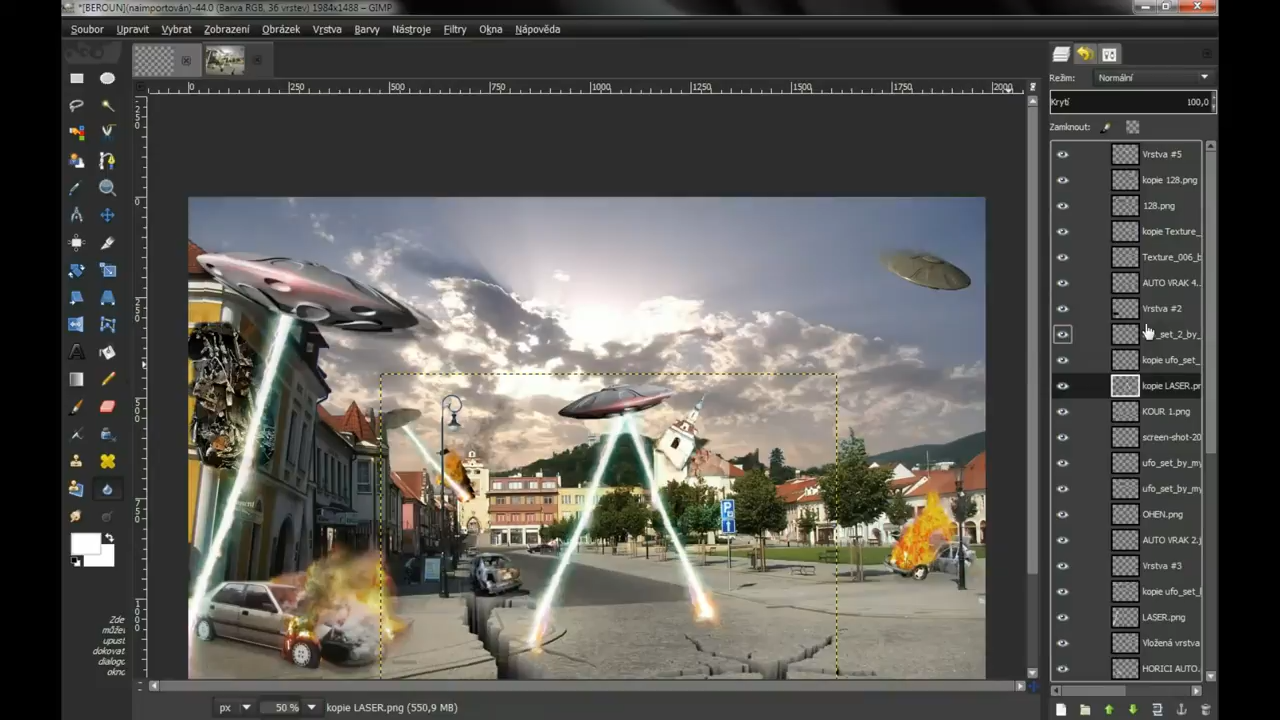 *[BEROUN](naimportován)-44.0 (Barva RGB, 36 vrstev) 1984x1488 – GIMP
Soubor Upravit Vybrat Zobrazení Obrázek Vrstva Barvy Nástroje Filtry Okna Nápověda
Režim: Normální
Krytí 100,0
Zamknout:
0 250 500 750 1000 1250 1500 1750 2000
Vrstva #5
kopie 128.png
128.png
kopie Texture_
Texture_006_b
AUTO VRAK 4..
Vrstva #2
_set_2_by_
kopie ufo_set_
kopie LASER.pr
KOUR 1.png
screen-shot-20
ufo_set_by_my
ufo_set_by_my
OHEN.png
AUTO VRAK 2.j
Vrstva #3
kopie ufo_set_l
LASER.png
Vložená vrstva
HORICI AUTO.
P
Zde
můžet
upust
dokovat
dialogo
okno
px 50 % kopie LASER.png (550,9 MB)